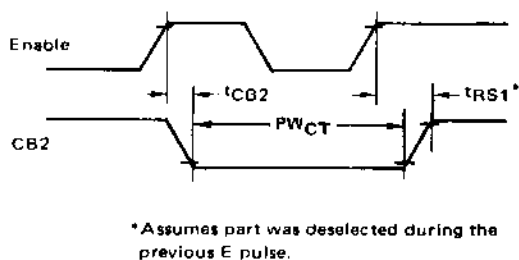 Enable
tCB2
tRS1*
PWCT
CB2
*Assumes part was deselected during the
previous E pulse.